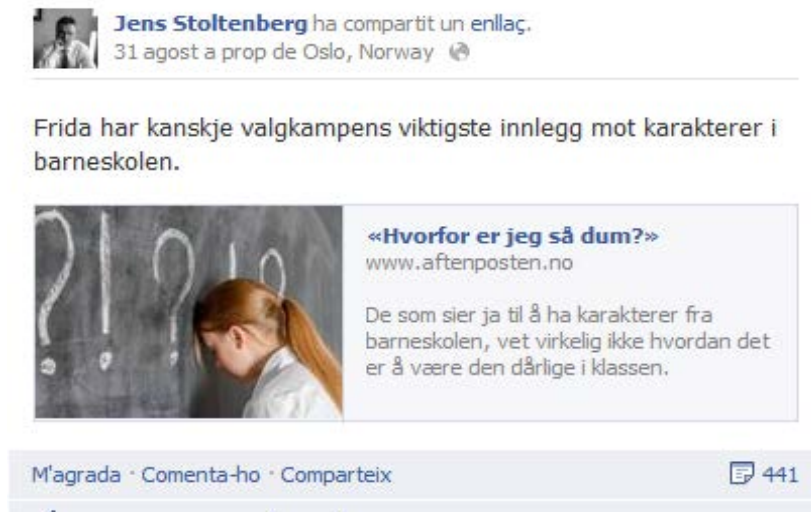 Jens Stoltenberg ha compartit un enllaç.
31 agost a prop de Oslo, Norway
Frida har kanskje valgkampens viktigste innlegg mot karakterer i
barneskolen.
?! ? ! ?
«Hvorfor er jeg så dum?»
www.aftenposten.no
De som sier ja til å ha karakterer fra
barneskolen, vet virkelig ikke hvordan det
er å være den dårlige i klassen.
M'agrada · Comenta-ho · Comparteix
441